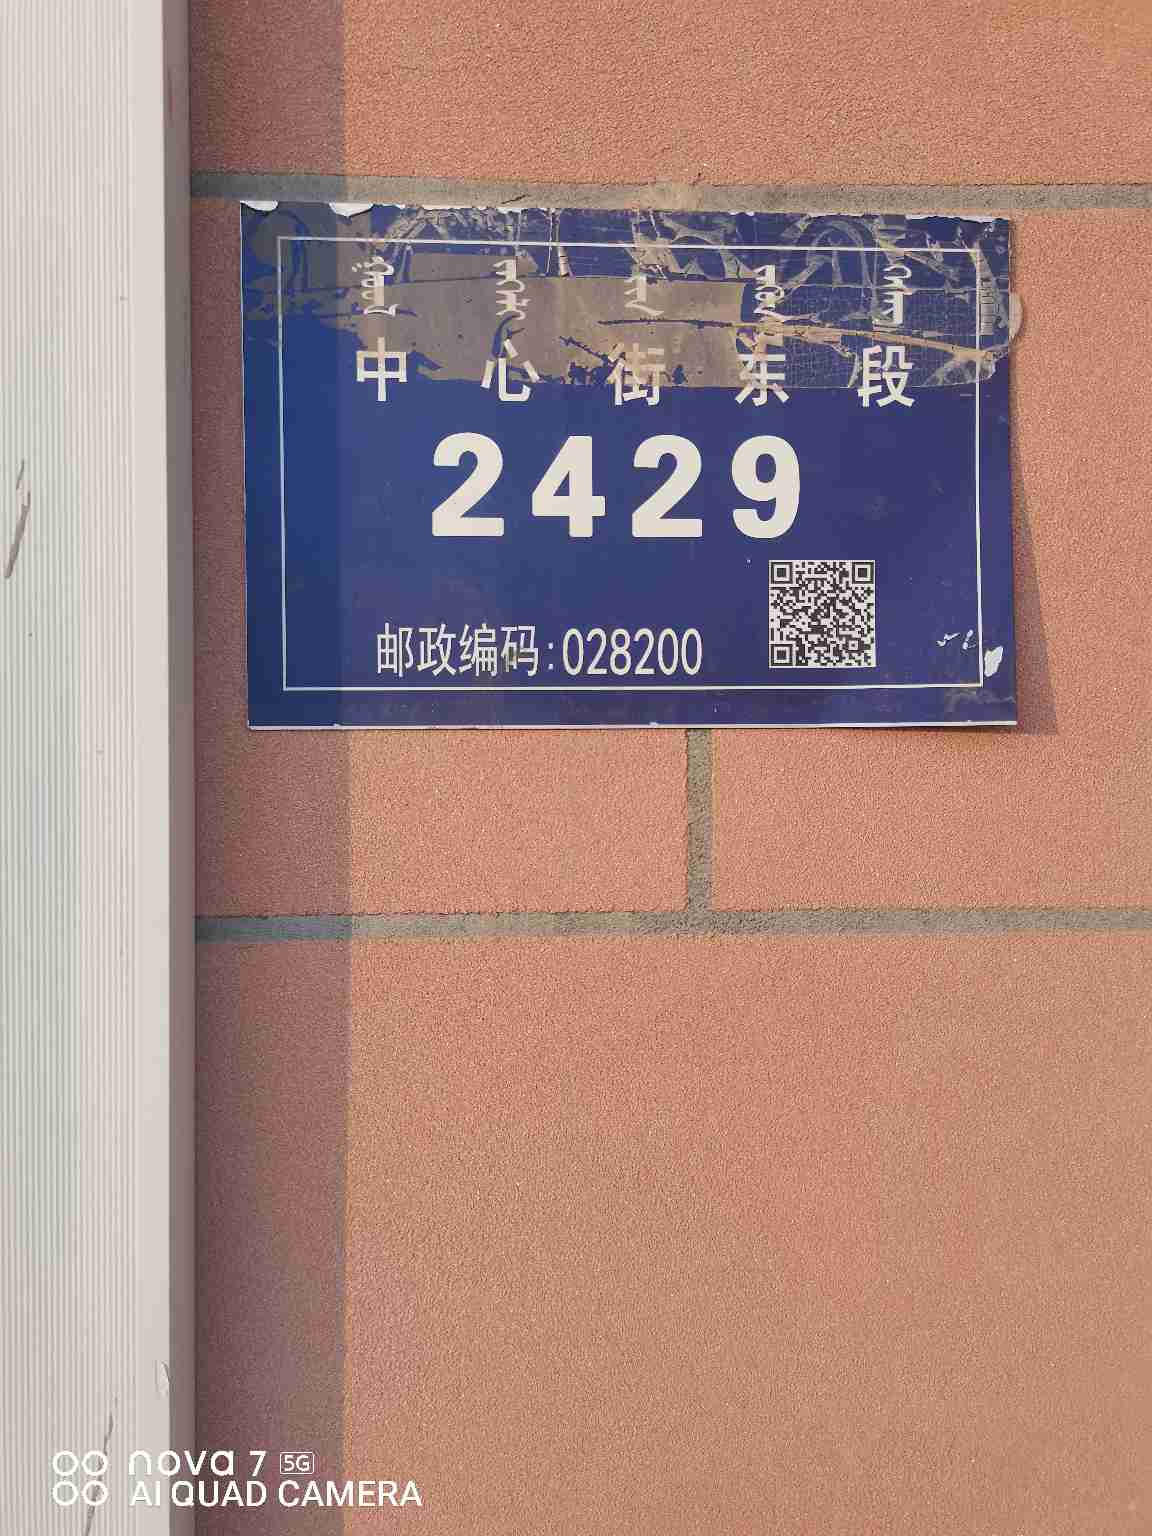 中心街东段
2429
邮政编码:028200
nova 7 5G
AI QUAD CAMERA